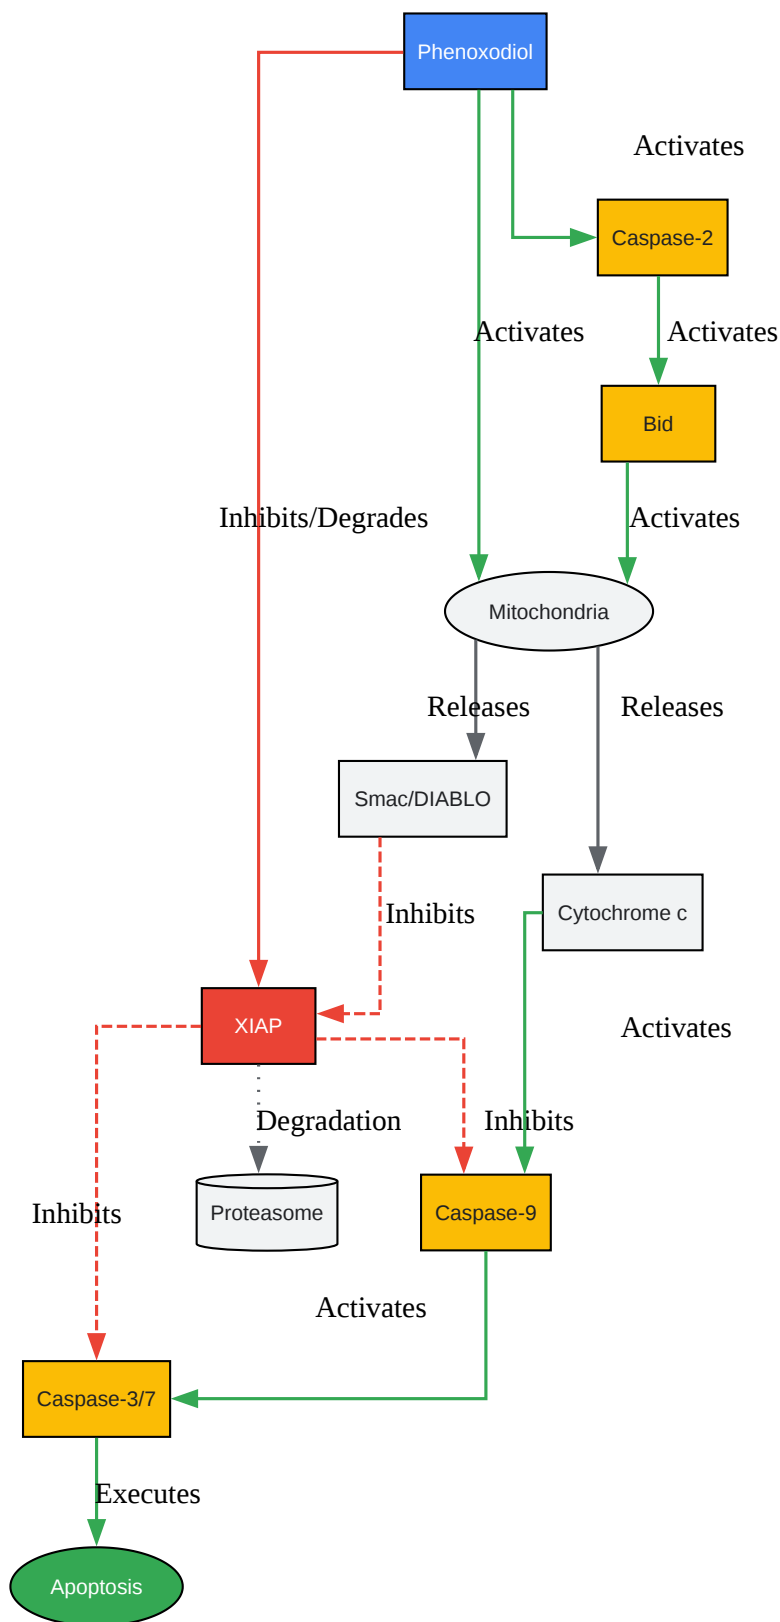 Phenoxodiol
Activates
Caspase-2
Activates
Activates
Bid
Inhibits/Degrades
Activates
Mitochondria
Releases
Releases
Smac/DIABLO
Inhibits
Cytochrome c
XIAP
Activates
Degradation
Inhibits
Inhibits
Proteasome
Caspase-9
Activates
Caspase-3/7
Executes
Apoptosis